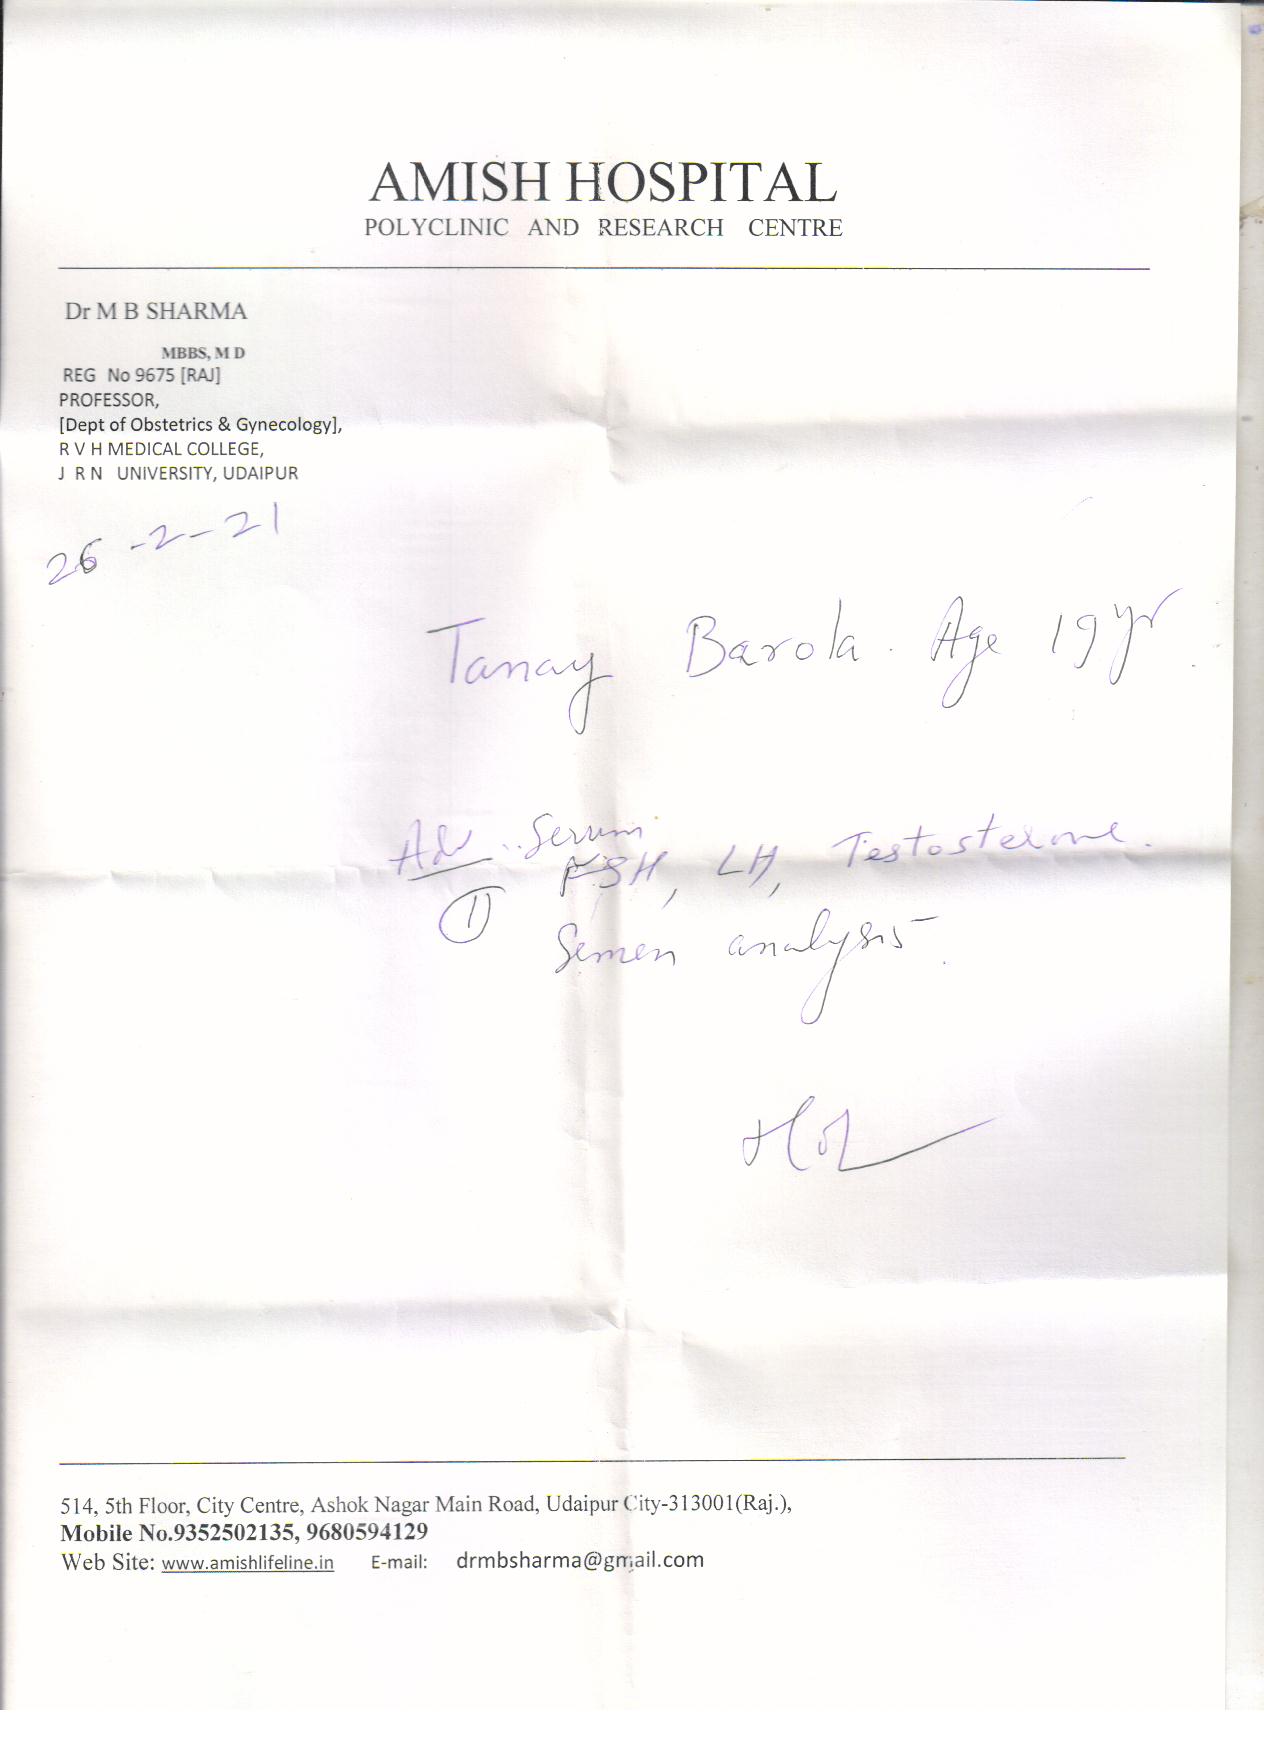 AMISH HOSPITAL
POLYCLINIC AND RESEARCH CENTRE
Dr M B SHARMA
MBBS, M D
REG No 9675 [RAJ]
PROFESSOR,
[Dept of Obstetrics & Gynecology],
R V H MEDICAL COLLEGE,
J R N UNIVERSITY, UDAIPUR
26-2-21
Tanay Barola. Age 19 yr
Adv.. Serum
① FSH, LH, Testosterone.
Semen analysis.
514, 5th Floor, City Centre, Ashok Nagar Main Road, Udaipur City-313001(Raj.),
Mobile No.9352502135, 9680594129
Web Site: www.amishlifeline.in E-mail: drmbsharma@gmail.com